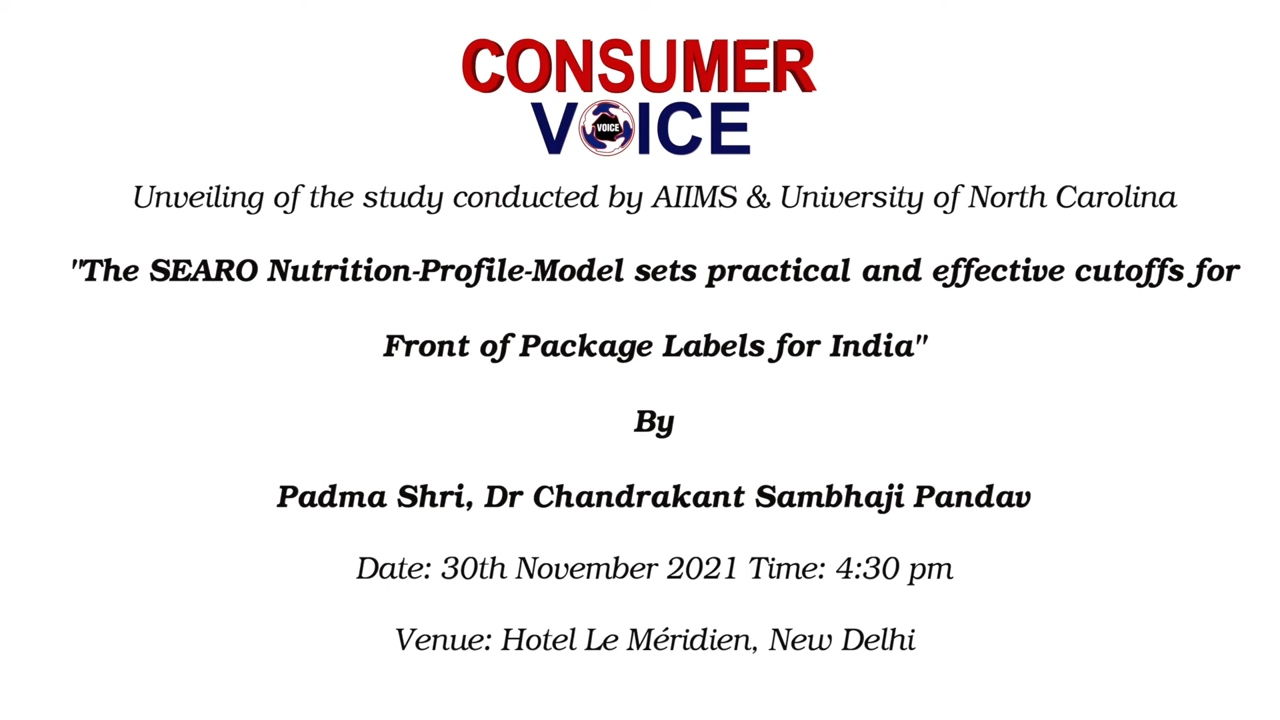 CONSUMER
VOICE
VOICE
Unveiling of the study conducted by AIIMS & University of North Carolina
"The SEARO Nutrition-Profile-Model sets practical and effective cutoffs for
Front of Package Labels for India"
By
Padma Shri, Dr Chandrakant Sambhaji Pandav
Date: 30th November 2021 Time: 4:30 pm
Venue: Hotel Le Méridien, New Delhi